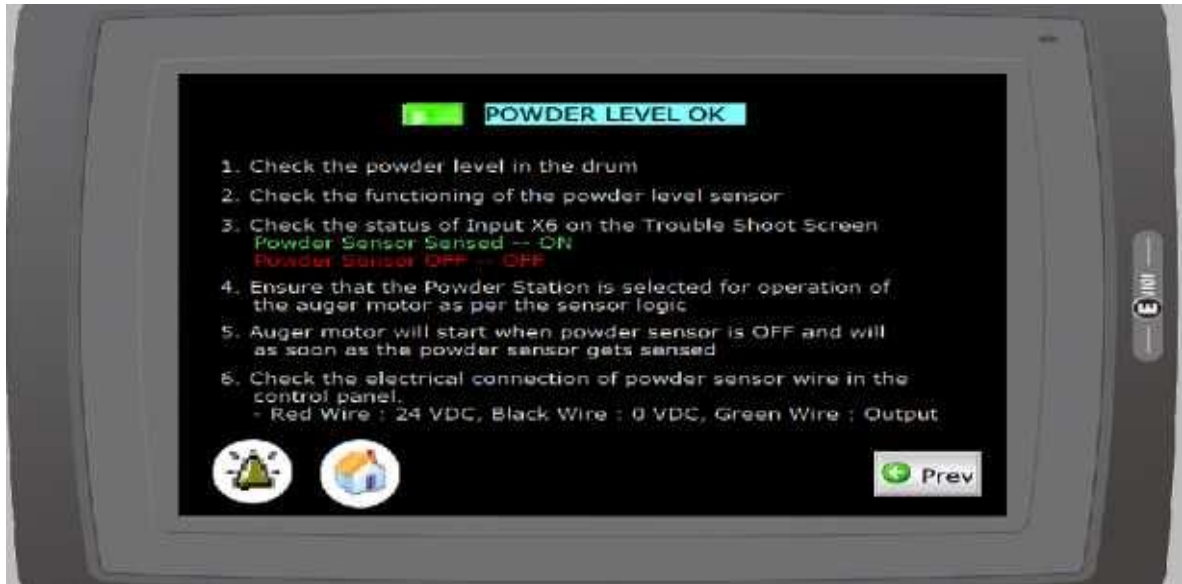 POWDER LEVEL OK
1. Check the powder level in the drum
2. Check the functioning of the powder level sensor
3. Check the status of Input X6 on the Trouble Shoot Screen
Powder Sensor Sensed -- ON
Powder Sensor OFF -- OFF
4. Ensure that the Powder Station is selected for operation of
the auger motor as per the sensor logic
5. Auger motor will start when powder sensor is OFF and will
as soon as the powder sensor gets sensed
6. Check the electrical connection of powder sensor wire in the
control panel.
- Red Wire : 24 VDC, Black Wire : 0 VDC, Green Wire : Output
Prev